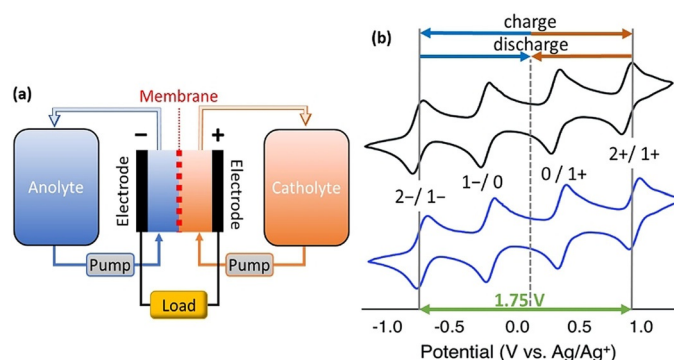 (a)
Membrane
−
+
Anolyte
Electrode
Electrode
Catholyte
Pump
Pump
Load
(b)
charge
discharge
2−/ 1−
1−/ 0
0 / 1+
2+/ 1+
1.75 V
-1.0 -0.5 0.0 0.5 1.0
Potential (V vs. Ag/Ag⁺)